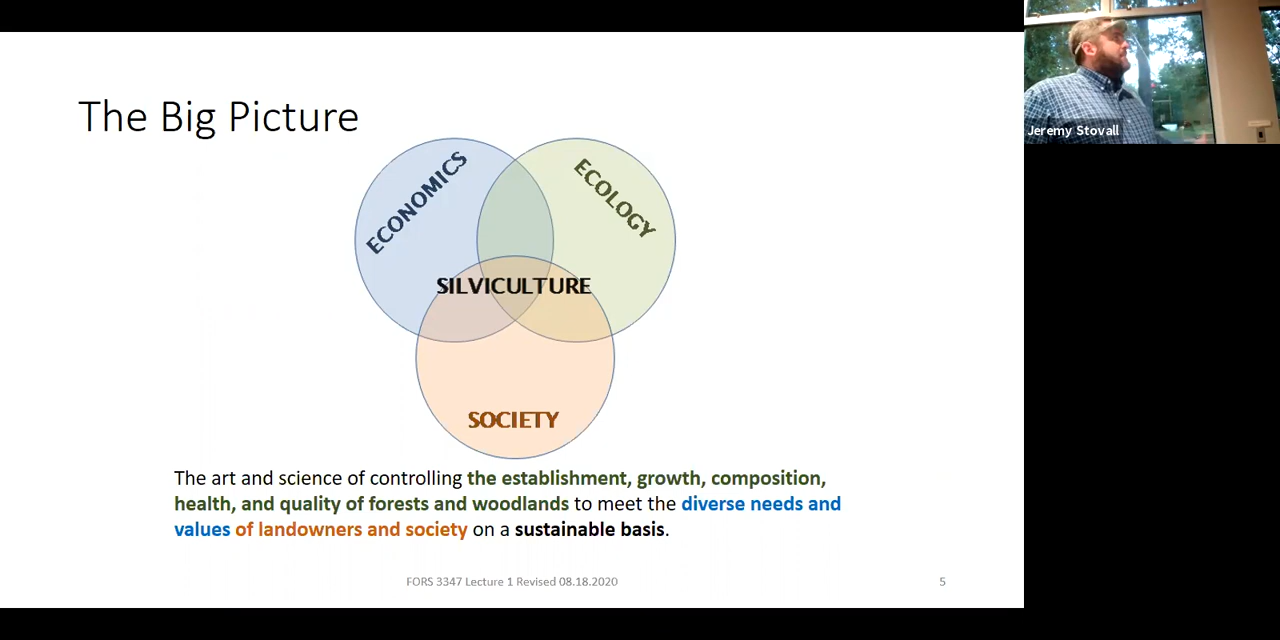 The Big Picture
ECONOMICS
ECOLOGY
SILVICULTURE
SOCIETY
The art and science of controlling the establishment, growth, composition,
health, and quality of forests and woodlands to meet the diverse needs and
values of landowners and society on a sustainable basis.
FORS 3347 Lecture 1 Revised 08.18.2020
5
Jeremy Stovall